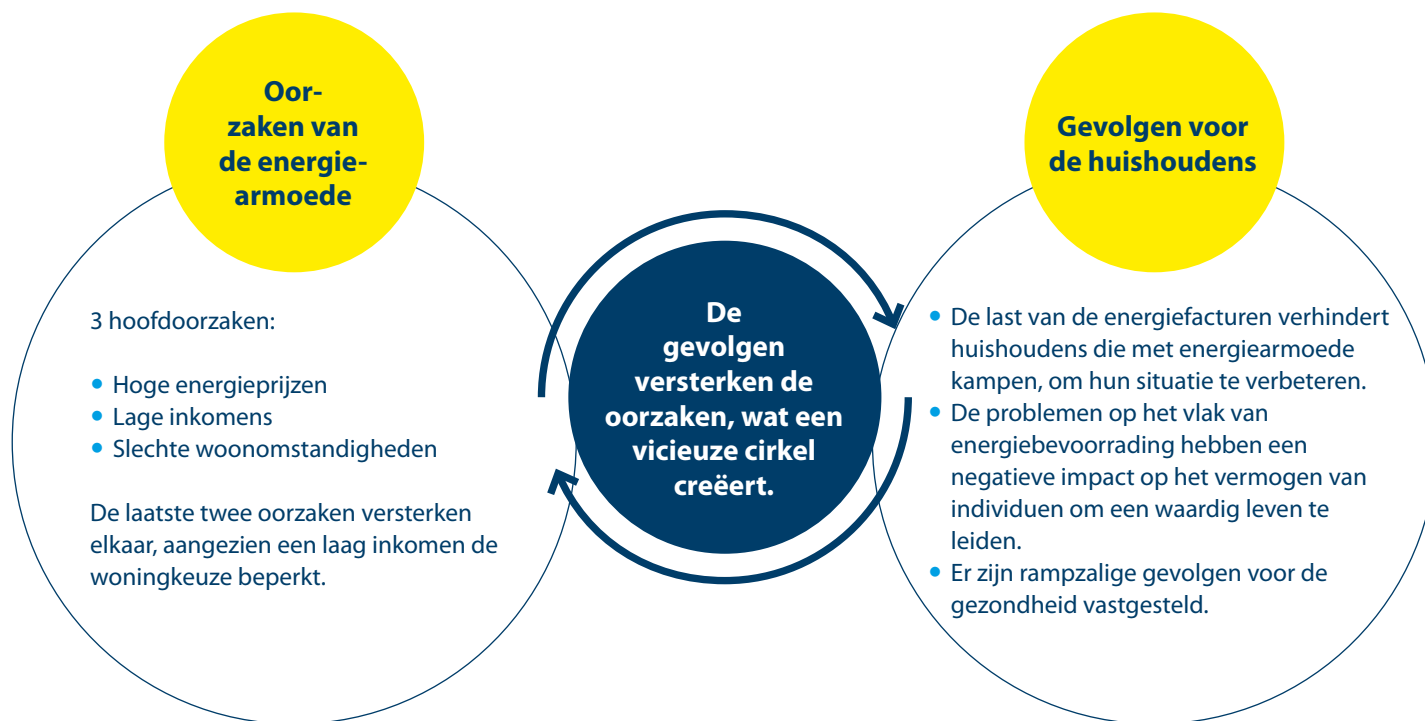 Oor-
zaken van
de energie-
armoede
3 hoofdoorzaken:
• Hoge energieprijzen
• Lage inkomens
• Slechte woonomstandigheden
De laatste twee oorzaken versterken
elkaar, aangezien een laag inkomen de
woningkeuze beperkt.
De
gevolgen
versterken de
oorzaken, wat een
vicieuze cirkel
creëert.
Gevolgen voor
de huishoudens
• De last van de energiefacturen verhindert
huishoudens die met energiearmoede
kampen, om hun situatie te verbeteren.
• De problemen op het vlak van
energiebevoorrading hebben een
negatieve impact op het vermogen van
individuen om een waardig leven te
leiden.
• Er zijn rampzalige gevolgen voor de
gezondheid vastgesteld.